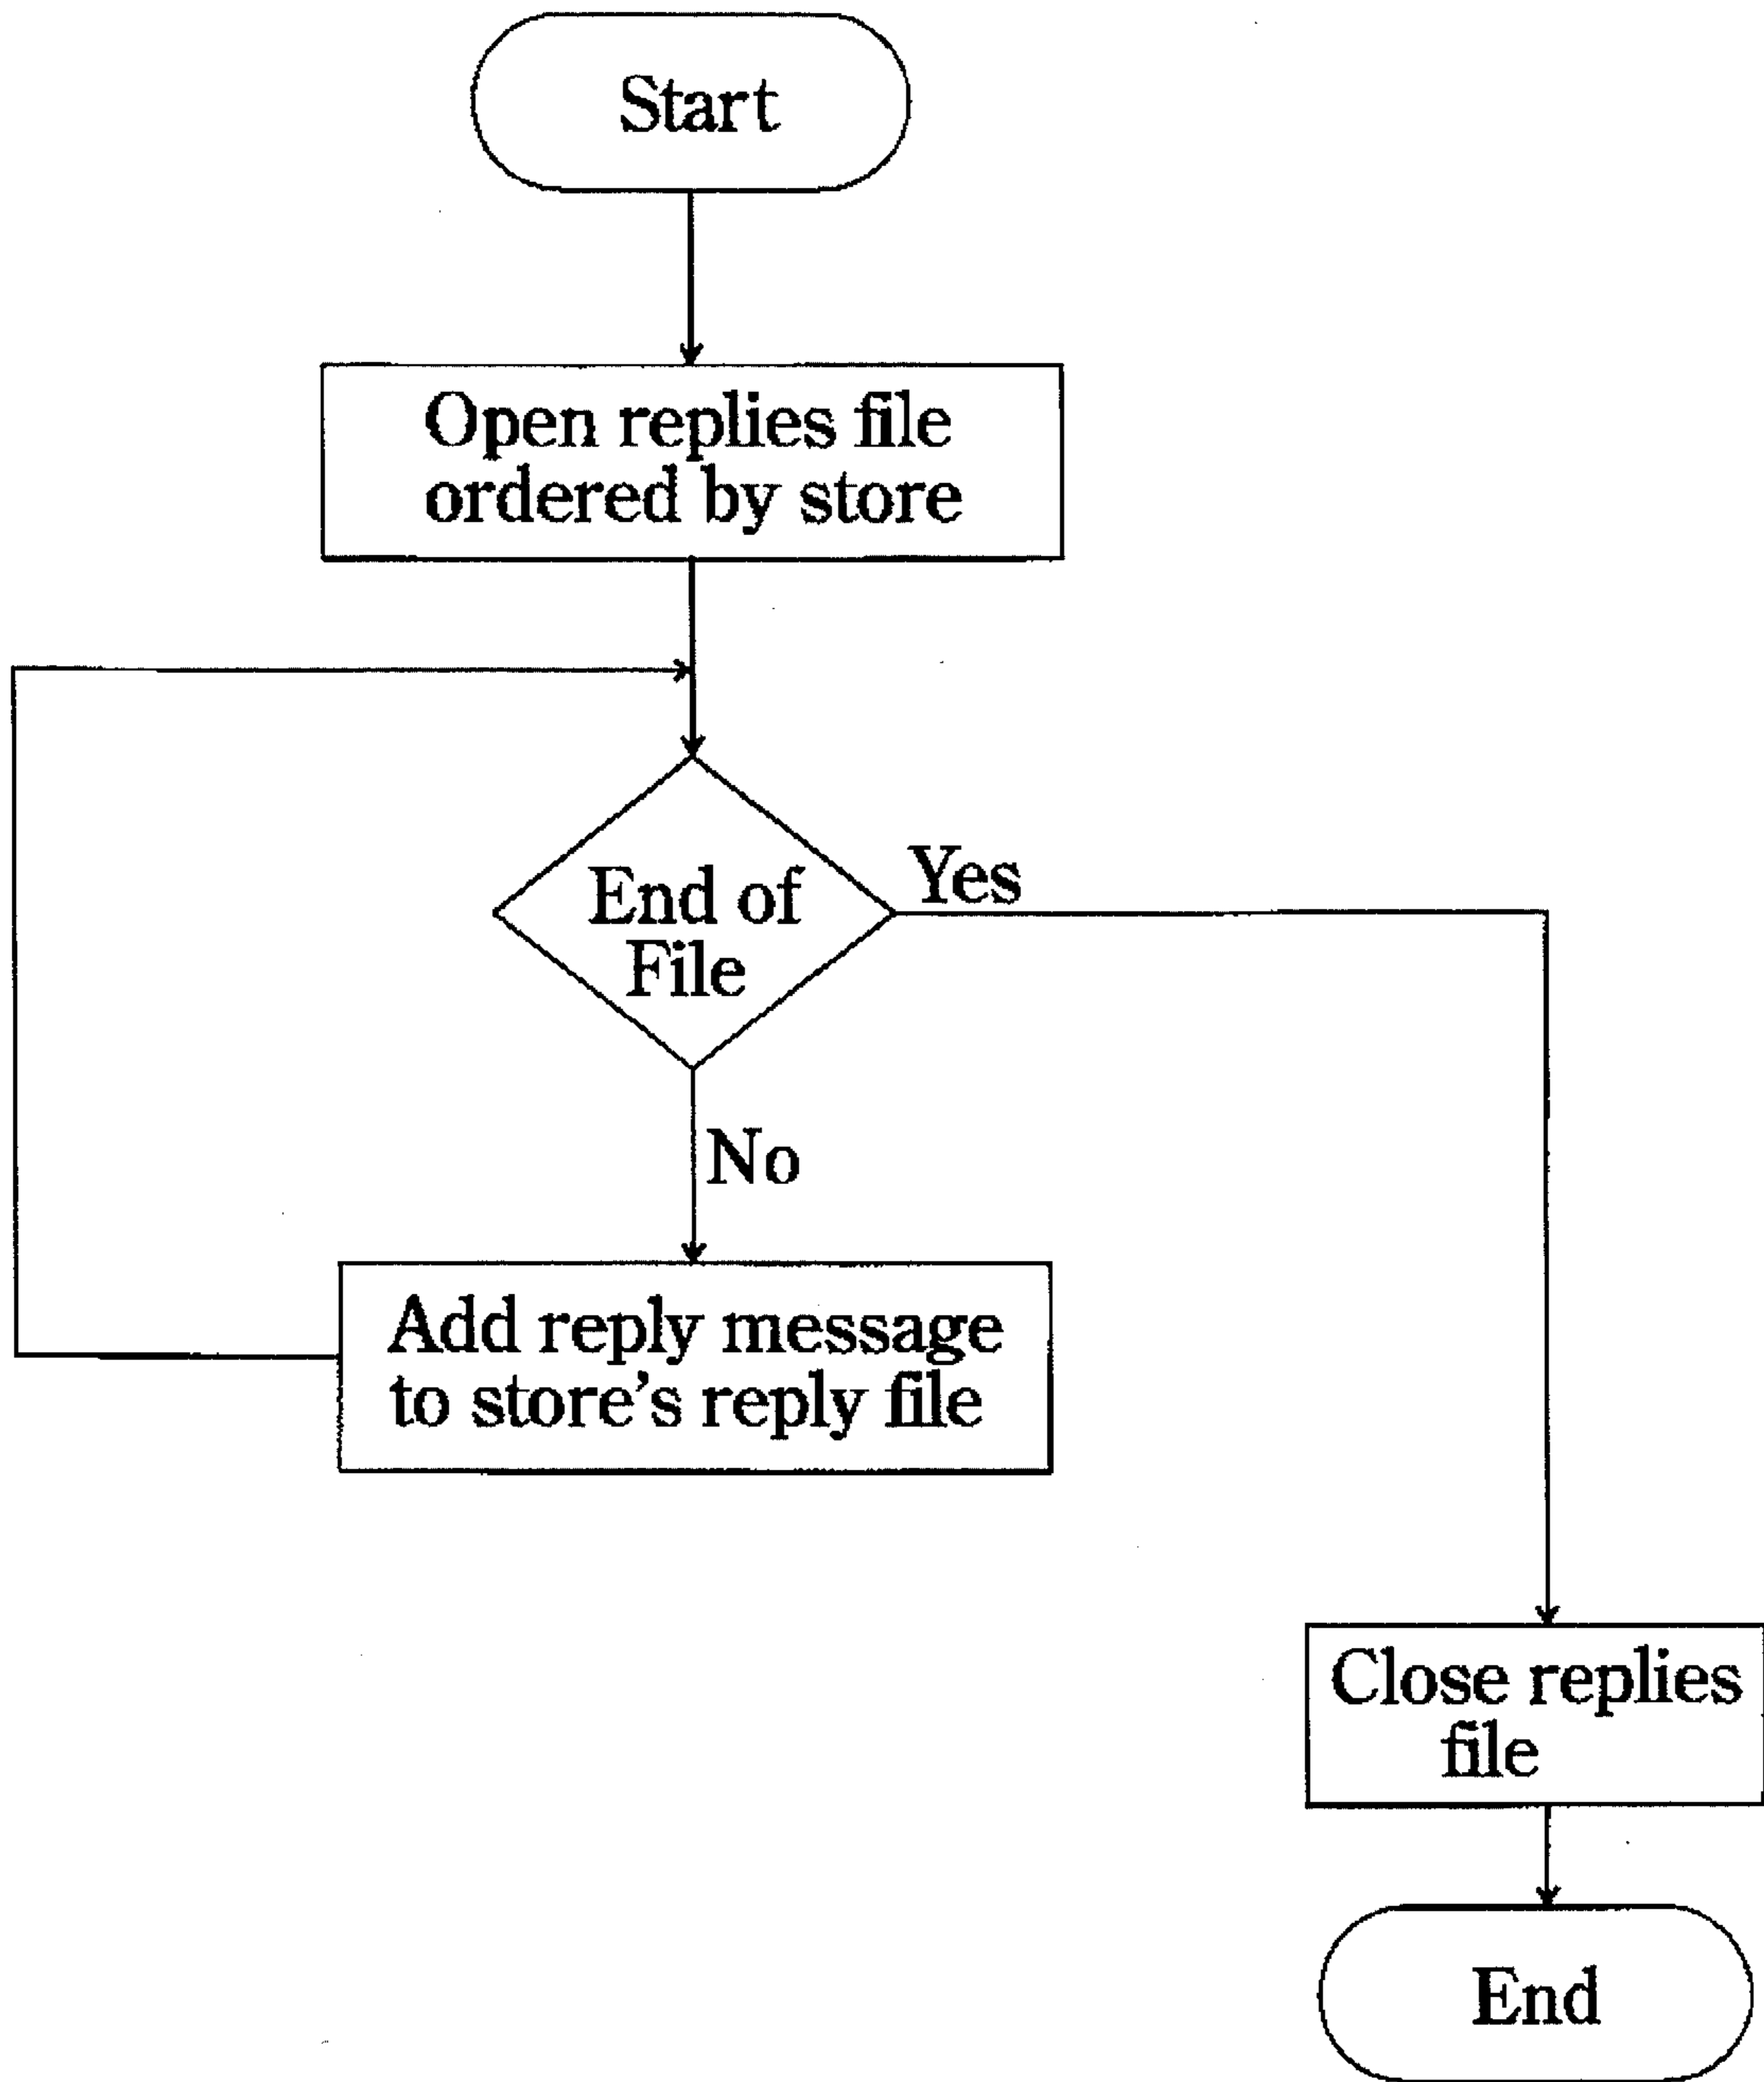 Start
Open replies file
ordered by store
End of
File
Yes
No
Add reply message
to store's reply file
Close replies
file
End